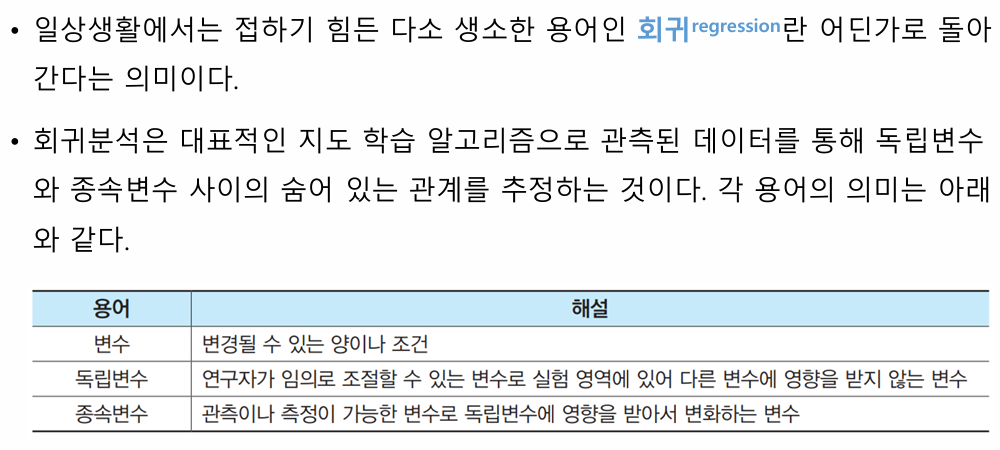 • 일상생활에서는 접하기 힘든 다소 생소한 용어인 회귀regression란 어딘가로 돌아
간다는 의미이다.
• 회귀분석은 대표적인 지도 학습 알고리즘으로 관측된 데이터를 통해 독립변수
와 종속변수 사이의 숨어 있는 관계를 추정하는 것이다. 각 용어의 의미는 아래
와 같다.
용어 해설
변수 변경될 수 있는 양이나 조건
독립변수 연구자가 임의로 조절할 수 있는 변수로 실험 영역에 있어 다른 변수에 영향을 받지 않는 변수
종속변수 관측이나 측정이 가능한 변수로 독립변수에 영향을 받아서 변화하는 변수